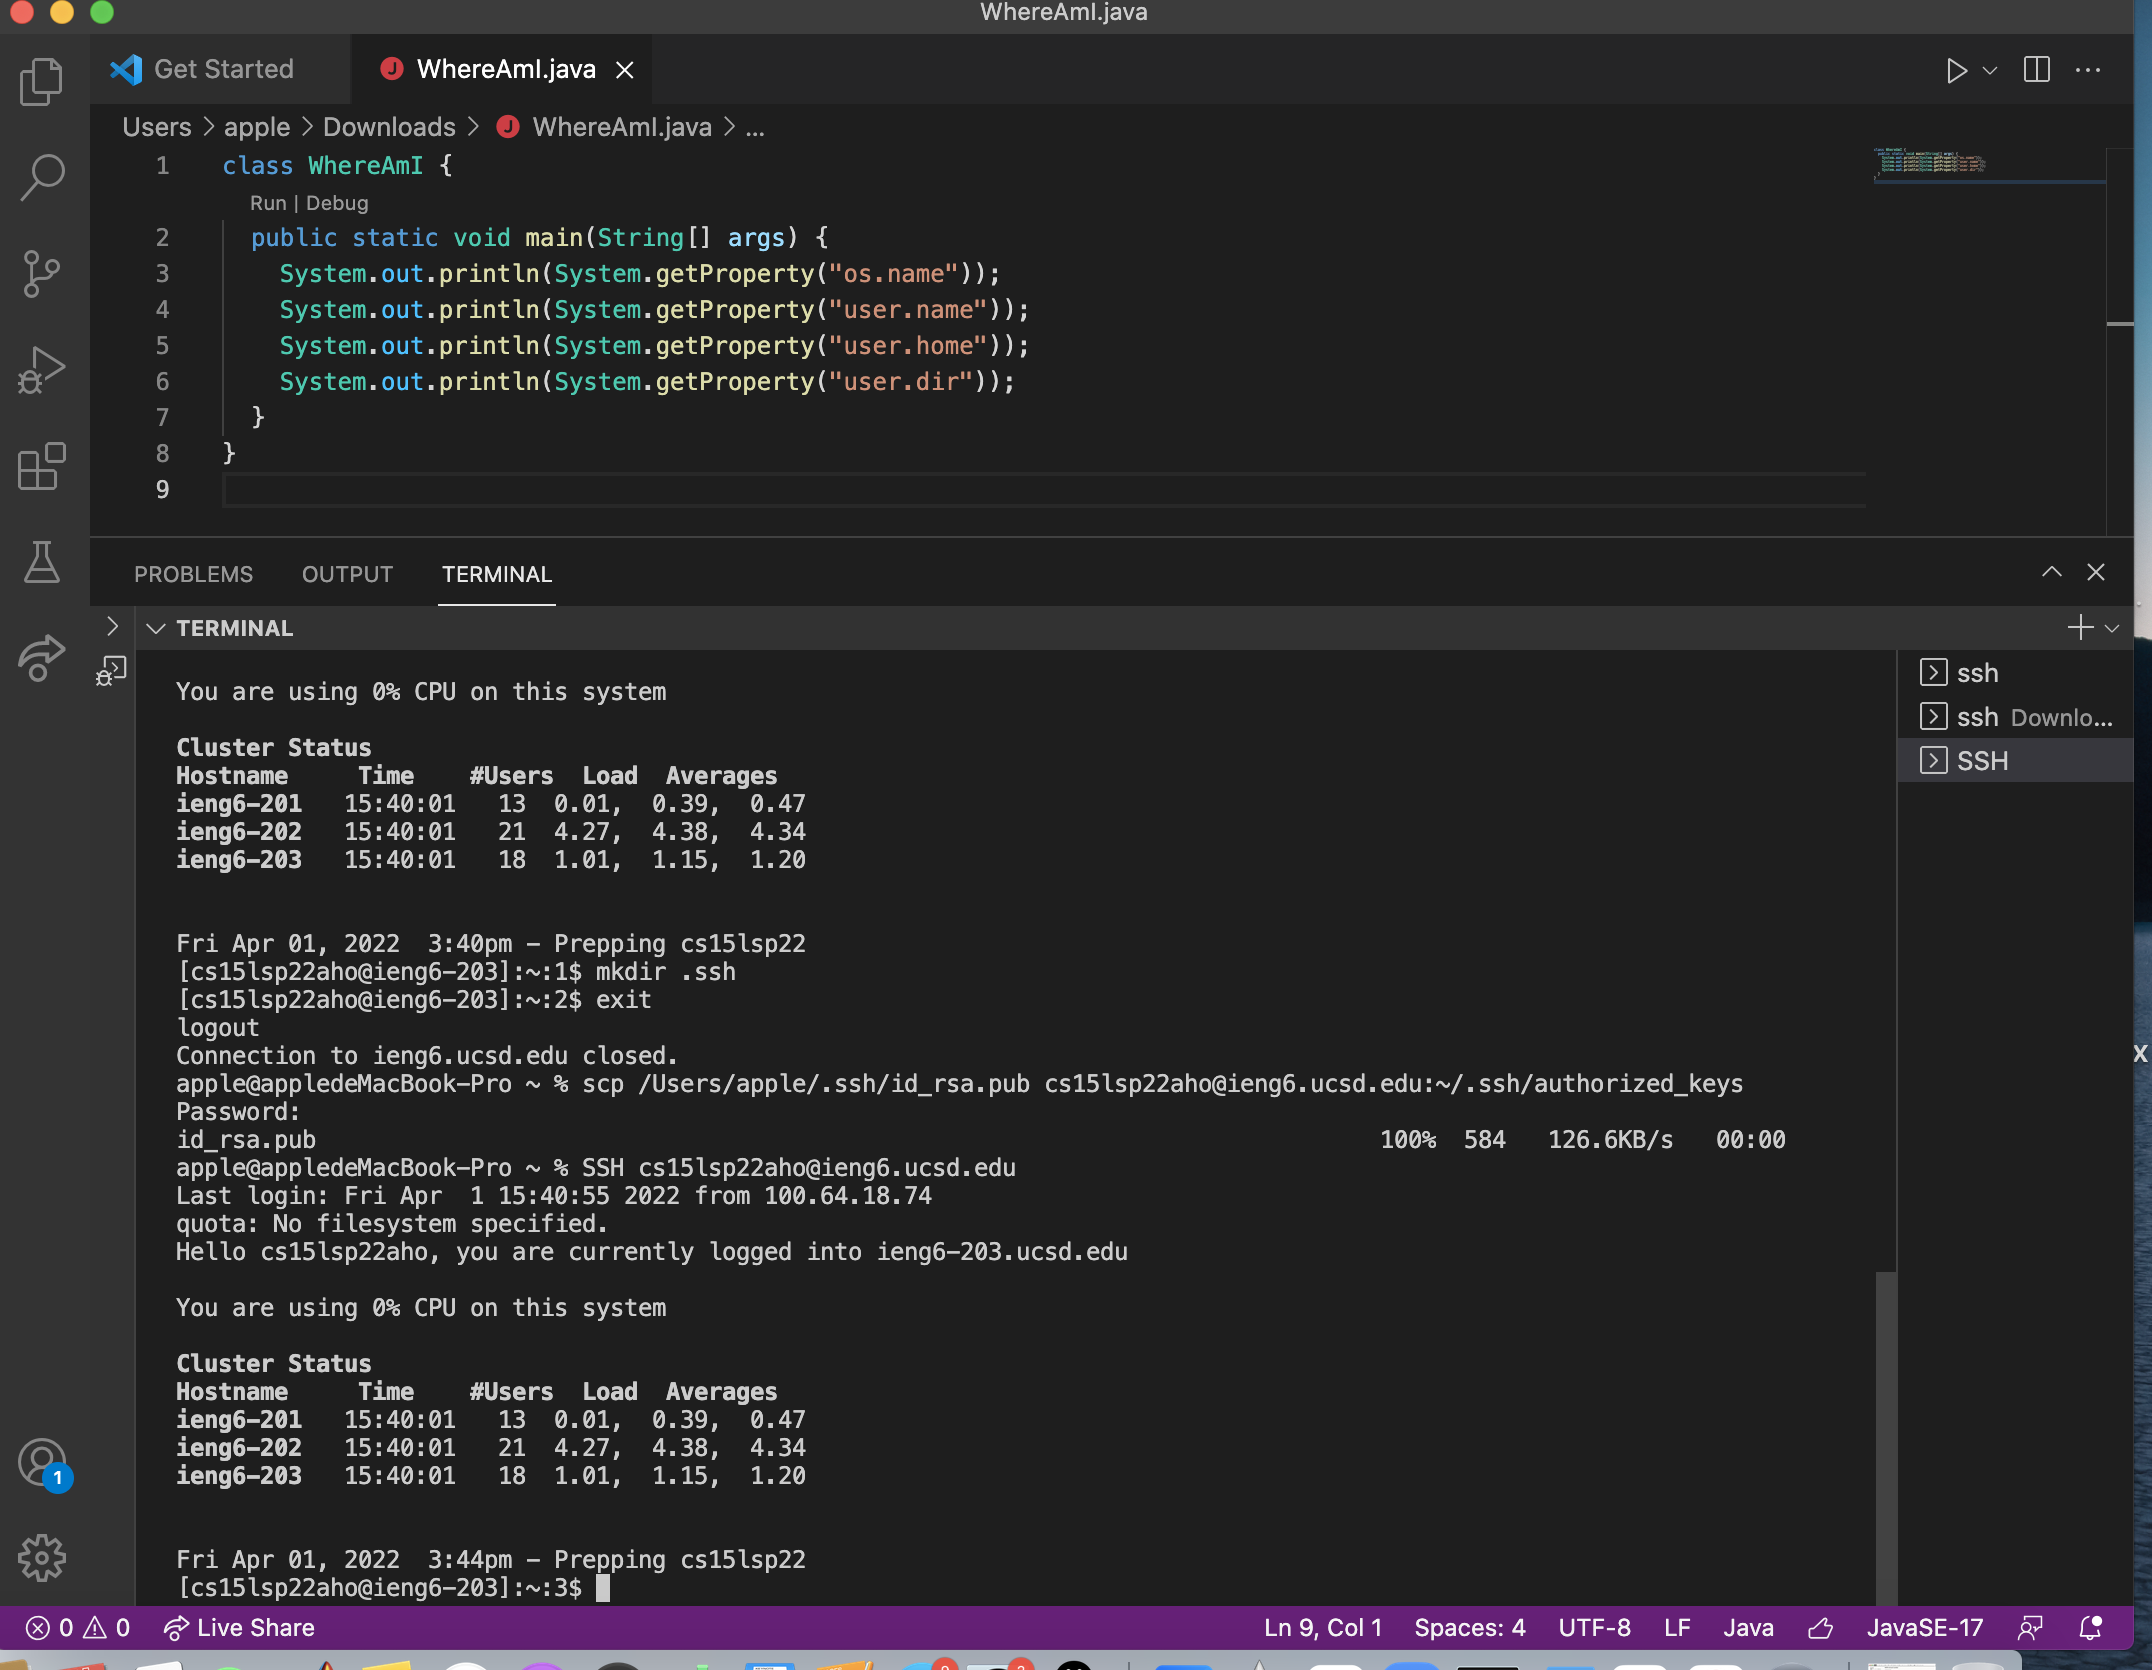 WhereAmI.java
Get Started
WhereAmI.java
Users > apple > Downloads > WhereAmI.java > ...
1 class WhereAmI {
Run | Debug
2 public static void main(String[] args) {
3 System.out.println(System.getProperty("os.name"));
4 System.out.println(System.getProperty("user.name"));
5 System.out.println(System.getProperty("user.home"));
6 System.out.println(System.getProperty("user.dir"));
7 }
8 }
9
PROBLEMS OUTPUT TERMINAL
TERMINAL
ssh
ssh Downlo...
SSH
You are using 0% CPU on this system
Cluster Status
Hostname Time #Users Load Averages
ieng6-201 15:40:01 13 0.01, 0.39, 0.47
ieng6-202 15:40:01 21 4.27, 4.38, 4.34
ieng6-203 15:40:01 18 1.01, 1.15, 1.20
Fri Apr 01, 2022 3:40pm - Prepping cs15lsp22
[cs15lsp22aho@ieng6-203]:~:1$ mkdir .ssh
[cs15lsp22aho@ieng6-203]:~:2$ exit
logout
Connection to ieng6.ucsd.edu closed.
apple@appledeMacBook-Pro ~ % scp /Users/apple/.ssh/id_rsa.pub cs15lsp22aho@ieng6.ucsd.edu:~/.ssh/authorized_keys
Password:
id_rsa.pub 100% 584 126.6KB/s 00:00
apple@appledeMacBook-Pro ~ % SSH cs15lsp22aho@ieng6.ucsd.edu
Last login: Fri Apr 1 15:40:55 2022 from 100.64.18.74
quota: No filesystem specified.
Hello cs15lsp22aho, you are currently logged into ieng6-203.ucsd.edu
You are using 0% CPU on this system
Cluster Status
Hostname Time #Users Load Averages
ieng6-201 15:40:01 13 0.01, 0.39, 0.47
ieng6-202 15:40:01 21 4.27, 4.38, 4.34
ieng6-203 15:40:01 18 1.01, 1.15, 1.20
Fri Apr 01, 2022 3:44pm - Prepping cs15lsp22
[cs15lsp22aho@ieng6-203]:~:3$
1
0 0 Live Share
Ln 9, Col 1 Spaces: 4 UTF-8 LF Java JavaSE-17